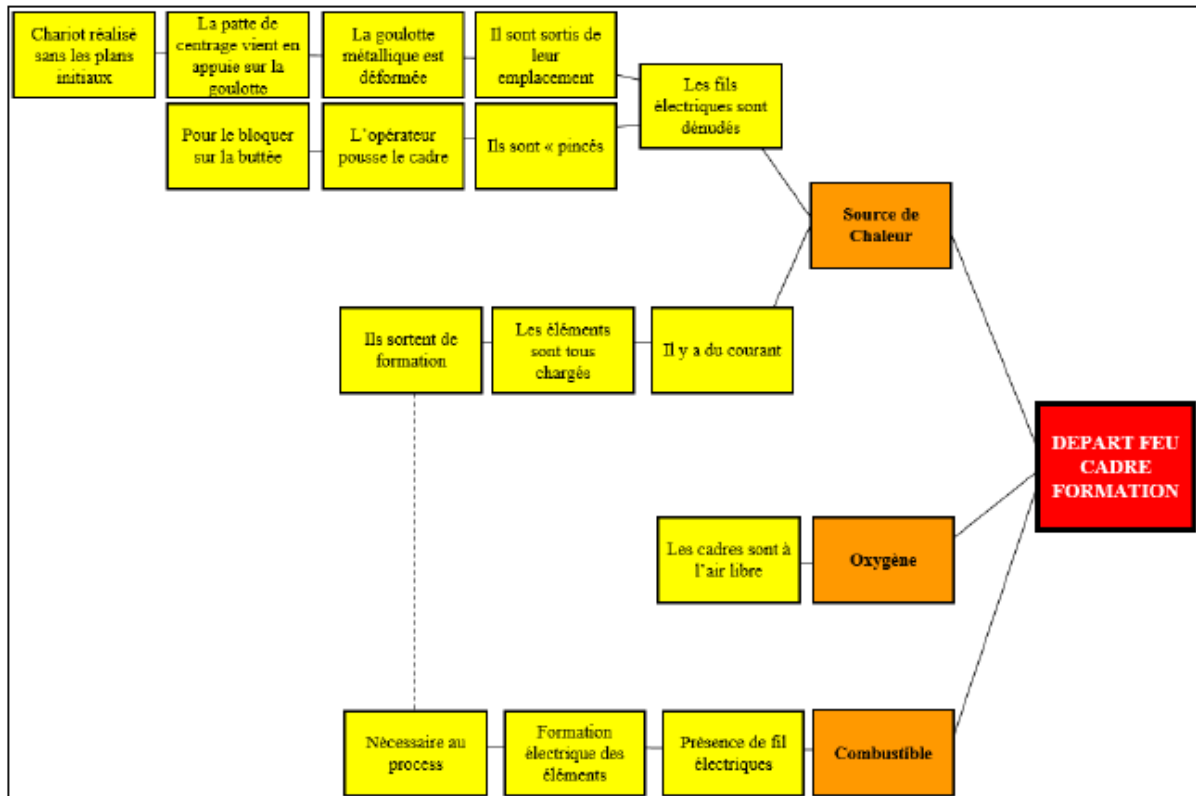 Chariot réalisé
sans les plans
initiaux
La patte de
centrage vient en
appuie sur la
goulotte
La goulotte
métallique est
déformée
Il sont sortis de
leur
emplacement
Les fils
électriques sont
dénudés
Pour le bloquer
sur la buttée
L'opérateur
pousse le cadre
Ils sont « pincés
Source de
Chaleur
Ils sortent de
formation
Les éléments
sont tous
chargés
Il y a du courant
DEPART FEU
CADRE
FORMATION
Les cadres sont à
l'air libre
Oxygène
Nécessaire au
process
Formation
électrique des
éléments
Présence de fil
électriques
Combustible